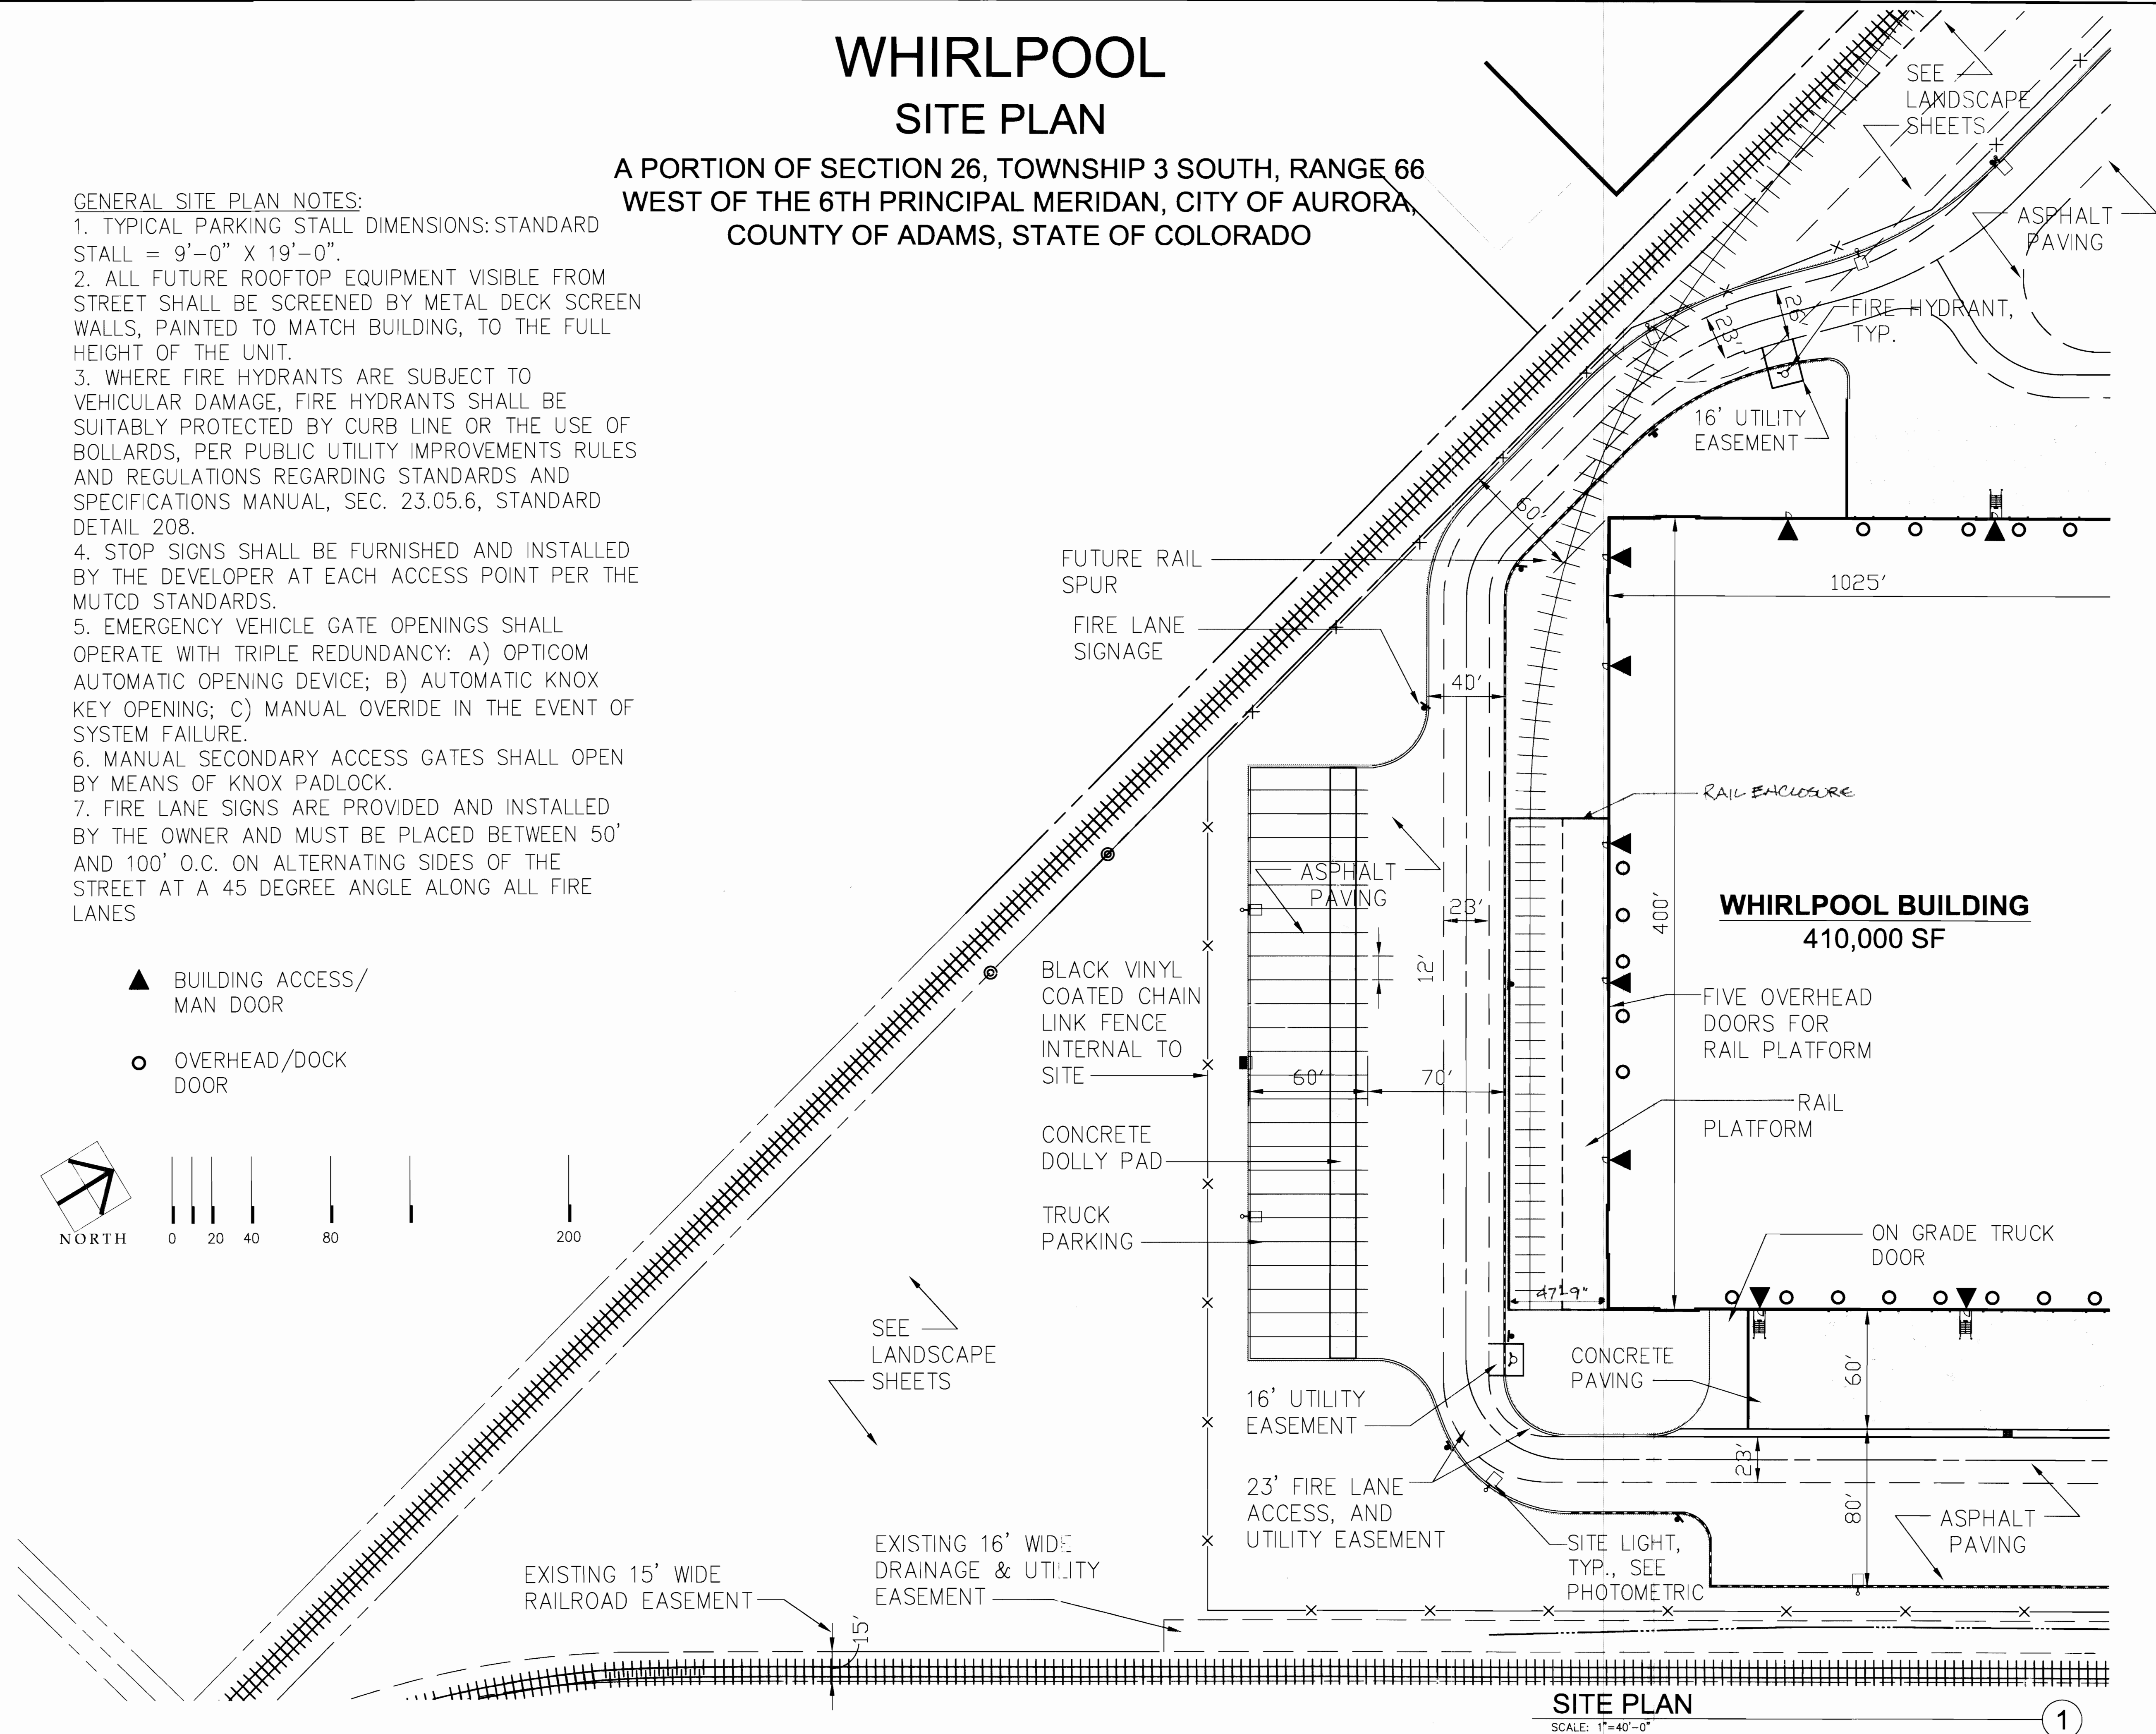 WHIRLPOOL
SITE PLAN
A PORTION OF SECTION 26, TOWNSHIP 3 SOUTH, RANGE 66
WEST OF THE 6TH PRINCIPAL MERIDAN, CITY OF AURORA,
COUNTY OF ADAMS, STATE OF COLORADO
GENERAL SITE PLAN NOTES:
1. TYPICAL PARKING STALL DIMENSIONS: STANDARD
STALL = 9'-0" X 19'-0".
2. ALL FUTURE ROOFTOP EQUIPMENT VISIBLE FROM
STREET SHALL BE SCREENED BY METAL DECK SCREEN
WALLS, PAINTED TO MATCH BUILDING, TO THE FULL
HEIGHT OF THE UNIT.
3. WHERE FIRE HYDRANTS ARE SUBJECT TO
VEHICULAR DAMAGE, FIRE HYDRANTS SHALL BE
SUITABLY PROTECTED BY CURB LINE OR THE USE OF
BOLLARDS, PER PUBLIC UTILITY IMPROVEMENTS RULES
AND REGULATIONS REGARDING STANDARDS AND
SPECIFICATIONS MANUAL, SEC. 23.05.6, STANDARD
DETAIL 208.
4. STOP SIGNS SHALL BE FURNISHED AND INSTALLED
BY THE DEVELOPER AT EACH ACCESS POINT PER THE
MUTCD STANDARDS.
5. EMERGENCY VEHICLE GATE OPENINGS SHALL
OPERATE WITH TRIPLE REDUNDANCY: A) OPTICOM
AUTOMATIC OPENING DEVICE; B) AUTOMATIC KNOX
KEY OPENING; C) MANUAL OVERIDE IN THE EVENT OF
SYSTEM FAILURE.
6. MANUAL SECONDARY ACCESS GATES SHALL OPEN
BY MEANS OF KNOX PADLOCK.
7. FIRE LANE SIGNS ARE PROVIDED AND INSTALLED
BY THE OWNER AND MUST BE PLACED BETWEEN 50'
AND 100' O.C. ON ALTERNATING SIDES OF THE
STREET AT A 45 DEGREE ANGLE ALONG ALL FIRE
LANES
BUILDING ACCESS/
MAN DOOR
OVERHEAD/DOCK
DOOR
NORTH
0 20 40 80 200
SEE
LANDSCAPE
SHEETS
ASPHALT
PAVING
26'
23'
FIRE HYDRANT,
TYP.
16' UTILITY
EASEMENT
60'
FUTURE RAIL
SPUR
1025'
FIRE LANE
SIGNAGE
40'
RAIL ENCLOSURE
ASPHALT
PAVING
23'
400'
WHIRLPOOL BUILDING
410,000 SF
12'
BLACK VINYL
COATED CHAIN
LINK FENCE
INTERNAL TO
SITE
FIVE OVERHEAD
DOORS FOR
RAIL PLATFORM
60'
70'
RAIL
PLATFORM
CONCRETE
DOLLY PAD
TRUCK
PARKING
ON GRADE TRUCK
DOOR
47'-9"
SEE
LANDSCAPE
SHEETS
CONCRETE
PAVING
60'
16' UTILITY
EASEMENT
23'
23' FIRE LANE
ACCESS, AND
UTILITY EASEMENT
80'
ASPHALT
PAVING
SITE LIGHT,
TYP., SEE
PHOTOMETRIC
EXISTING 15' WIDE
RAILROAD EASEMENT
EXISTING 16' WIDE
DRAINAGE & UTILITY
EASEMENT
15'
SITE PLAN
SCALE: 1"=40'-0"
1